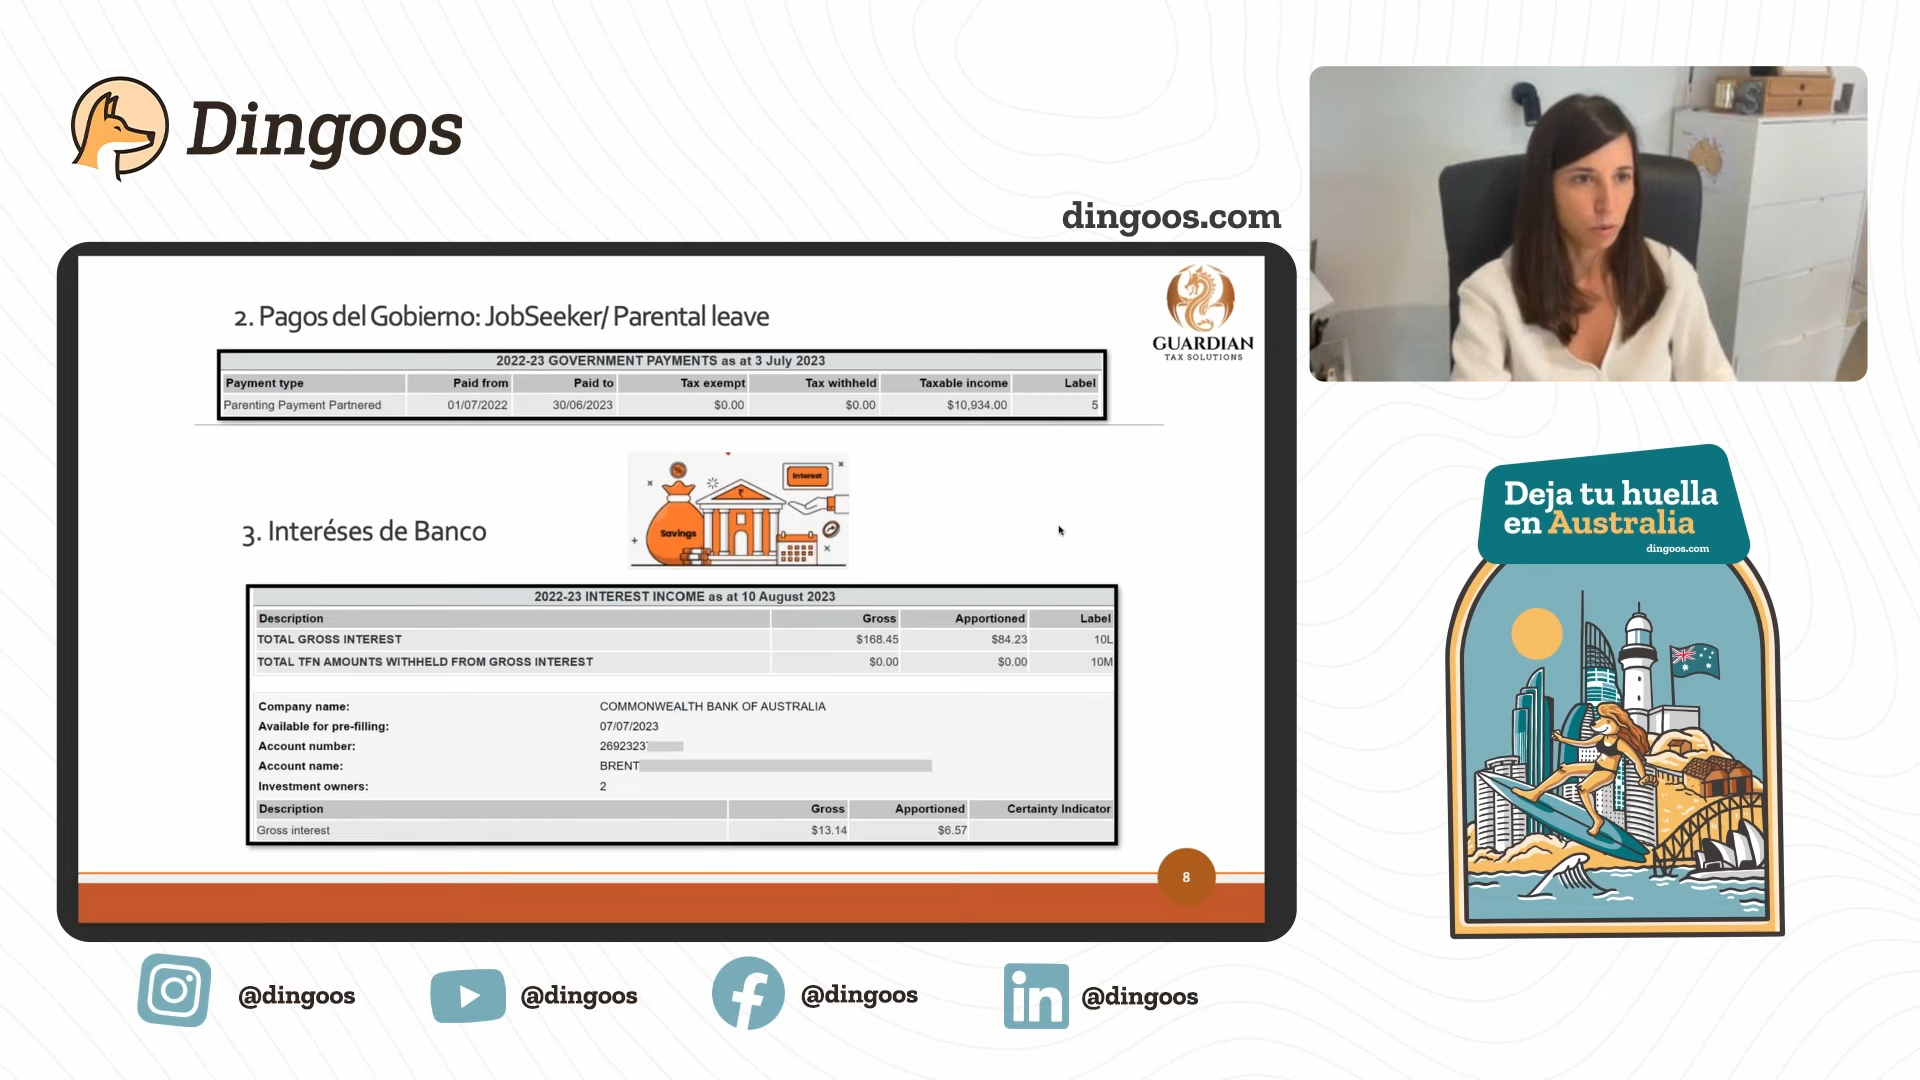 Dingoos
dingoos.com
2. Pagos del Gobierno: JobSeeker/ Parental leave
GUARDIAN
TAX SOLUTIONS
2022-23 GOVERNMENT PAYMENTS as at 3 July 2023
Payment type Paid from Paid to Tax exempt Tax withheld Taxable income Label
Parenting Payment Partnered 01/07/2022 30/06/2023 $0.00 $0.00 $10,934.00 5
Interest
Savings
3. Interéses de Banco
2022-23 INTEREST INCOME as at 10 August 2023
Description Gross Apportioned Label
TOTAL GROSS INTEREST $168.45 $84.23 10L
TOTAL TFN AMOUNTS WITHHELD FROM GROSS INTEREST $0.00 $0.00 10M
Company name: COMMONWEALTH BANK OF AUSTRALIA
Available for pre-filling: 07/07/2023
Account number: 2692323
Account name: BRENT
Investment owners: 2
Description Gross Apportioned Certainty Indicator
Gross interest $13.14 $6.57
8
Deja tu huella
en Australia
dingoos.com
@dingoos
@dingoos
@dingoos
in @dingoos